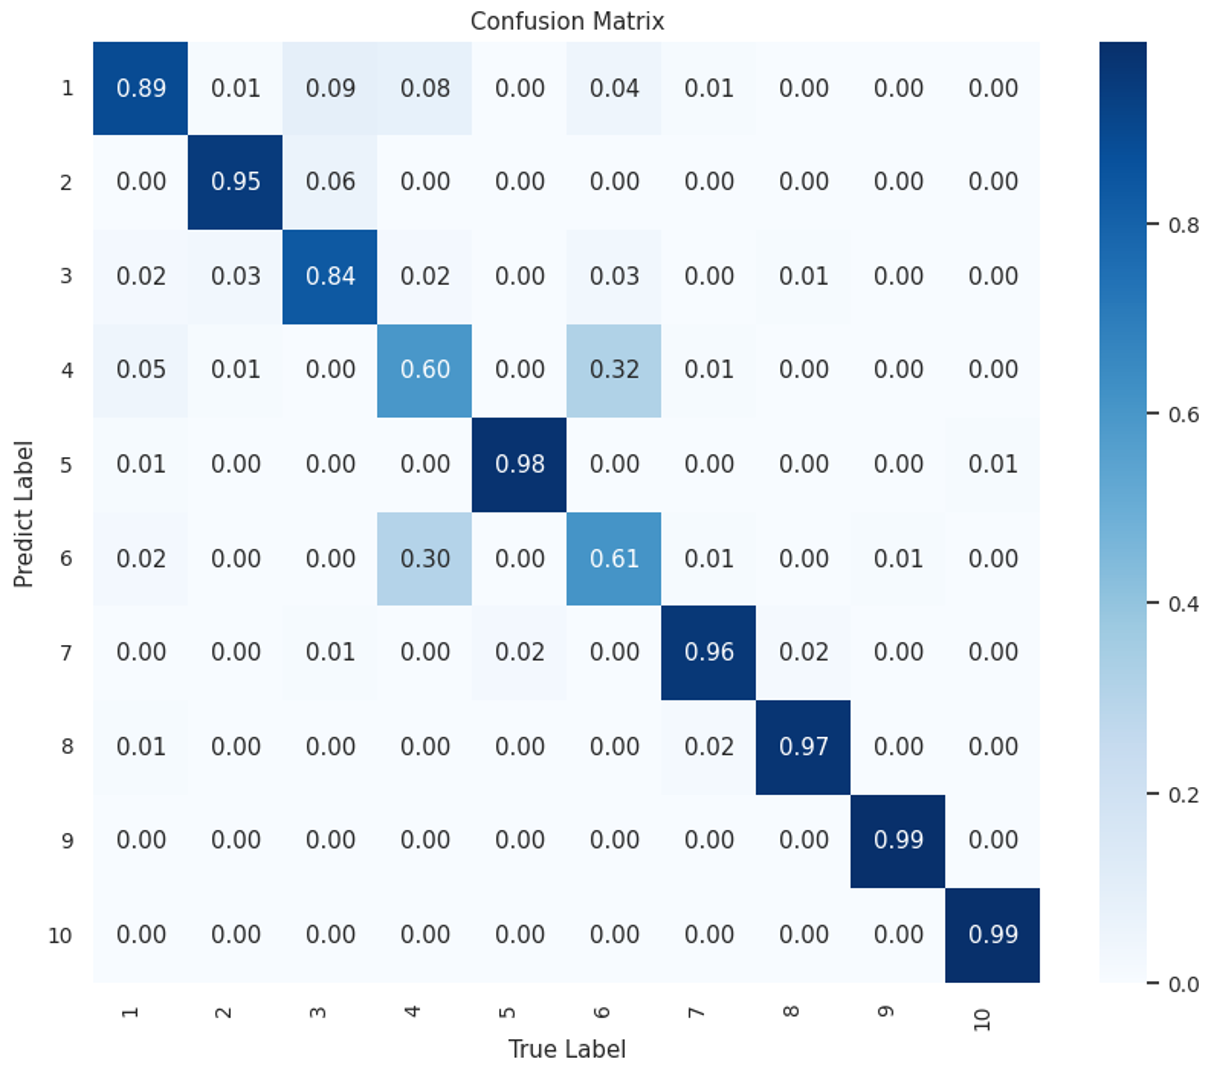 Confusion Matrix
1 0.89 0.01 0.09 0.08 0.00 0.04 0.01 0.00 0.00 0.00
2 0.00 0.95 0.06 0.00 0.00 0.00 0.00 0.00 0.00 0.00
3 0.02 0.03 0.84 0.02 0.00 0.03 0.00 0.01 0.00 0.00
4 0.05 0.01 0.00 0.60 0.00 0.32 0.01 0.00 0.00 0.00
5 0.01 0.00 0.00 0.00 0.98 0.00 0.00 0.00 0.00 0.01
6 0.02 0.00 0.00 0.30 0.00 0.61 0.01 0.00 0.01 0.00
7 0.00 0.00 0.01 0.00 0.02 0.00 0.96 0.02 0.00 0.00
8 0.01 0.00 0.00 0.00 0.00 0.00 0.02 0.97 0.00 0.00
9 0.00 0.00 0.00 0.00 0.00 0.00 0.00 0.00 0.99 0.00
10 0.00 0.00 0.00 0.00 0.00 0.00 0.00 0.00 0.00 0.99
1 2 3 4 5 6 7 8 9 10
True Label
Predict Label
0.8
0.6
0.4
0.2
0.0